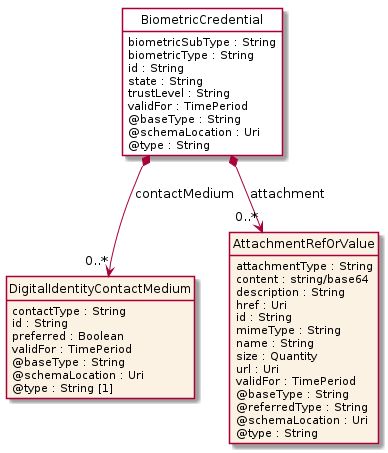 BiometricCredential
biometricSubType : String
biometricType : String
id : String
state : String
trustLevel : String
validFor : TimePeriod
@baseType : String
@schemaLocation : Uri
@type : String
contactMedium
attachment
0..*
0..*
DigitalIdentityContactMedium
contactType : String
id : String
preferred : Boolean
validFor : TimePeriod
@baseType : String
@schemaLocation : Uri
@type : String [1]
AttachmentRefOrValue
attachmentType : String
content : string/base64
description : String
href : Uri
id : String
mimeType : String
name : String
size : Quantity
url : Uri
validFor : TimePeriod
@baseType : String
@referredType : String
@schemaLocation : Uri
@type : String